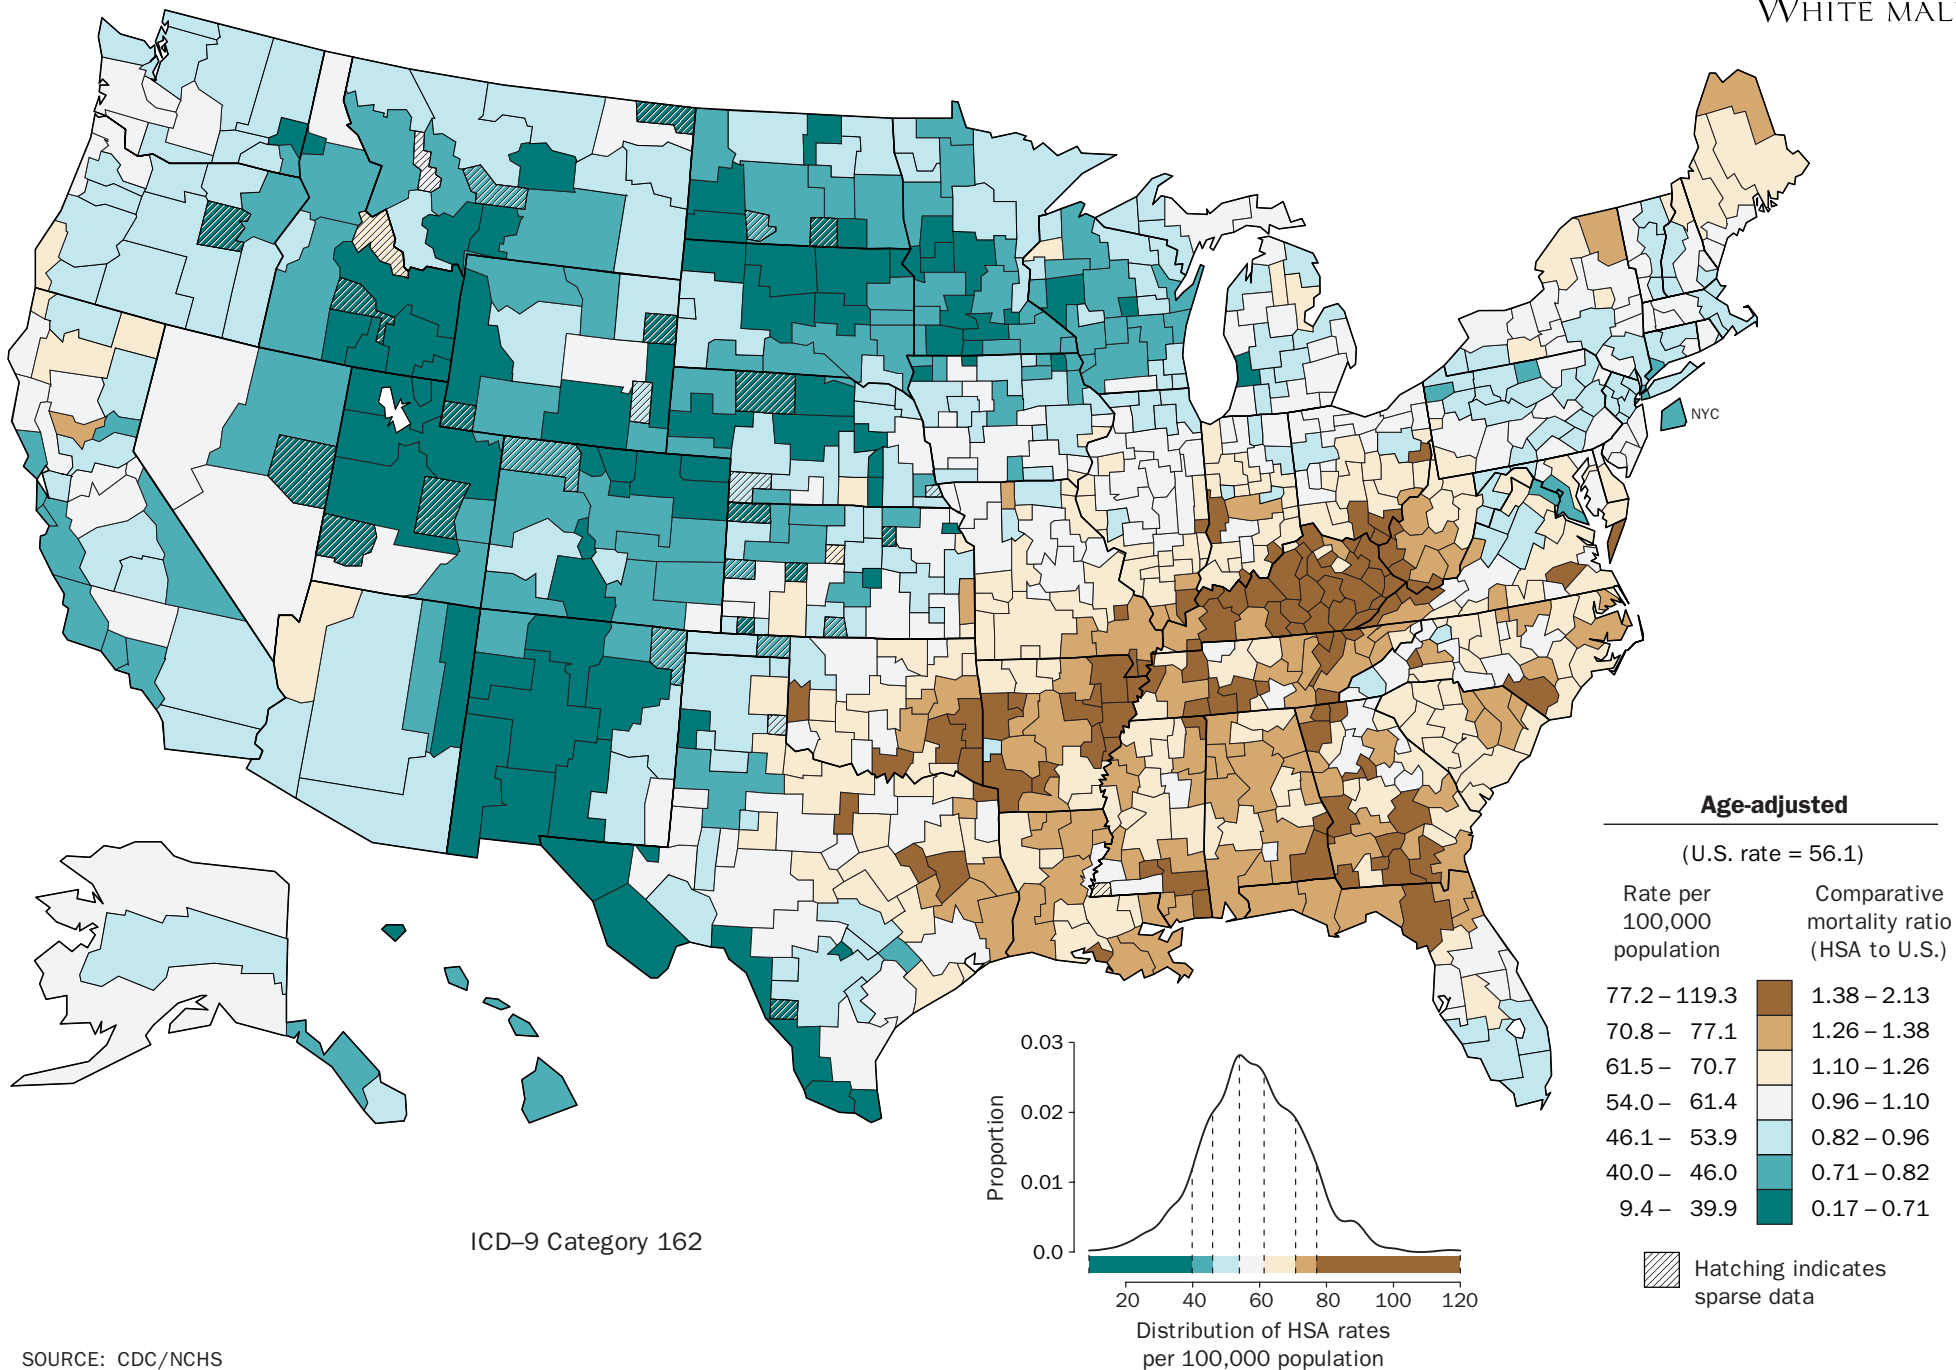 WHITE MAL
NYC
Age-adjusted
(U.S. rate = 56.1)
Rate per
100,000
population
Comparative
mortality ratio
(HSA to U.S.)
77.2 – 119.3 1.38 – 2.13
70.8 – 77.1 1.26 – 1.38
61.5 – 70.7 1.10 – 1.26
54.0 – 61.4 0.96 – 1.10
46.1 – 53.9 0.82 – 0.96
40.0 – 46.0 0.71 – 0.82
9.4 – 39.9 0.17 – 0.71
Hatching indicates
sparse data
Proportion
0.03
0.02
0.01
0.0
20 40 60 80 100 120
Distribution of HSA rates
per 100,000 population
ICD–9 Category 162
SOURCE: CDC/NCHS